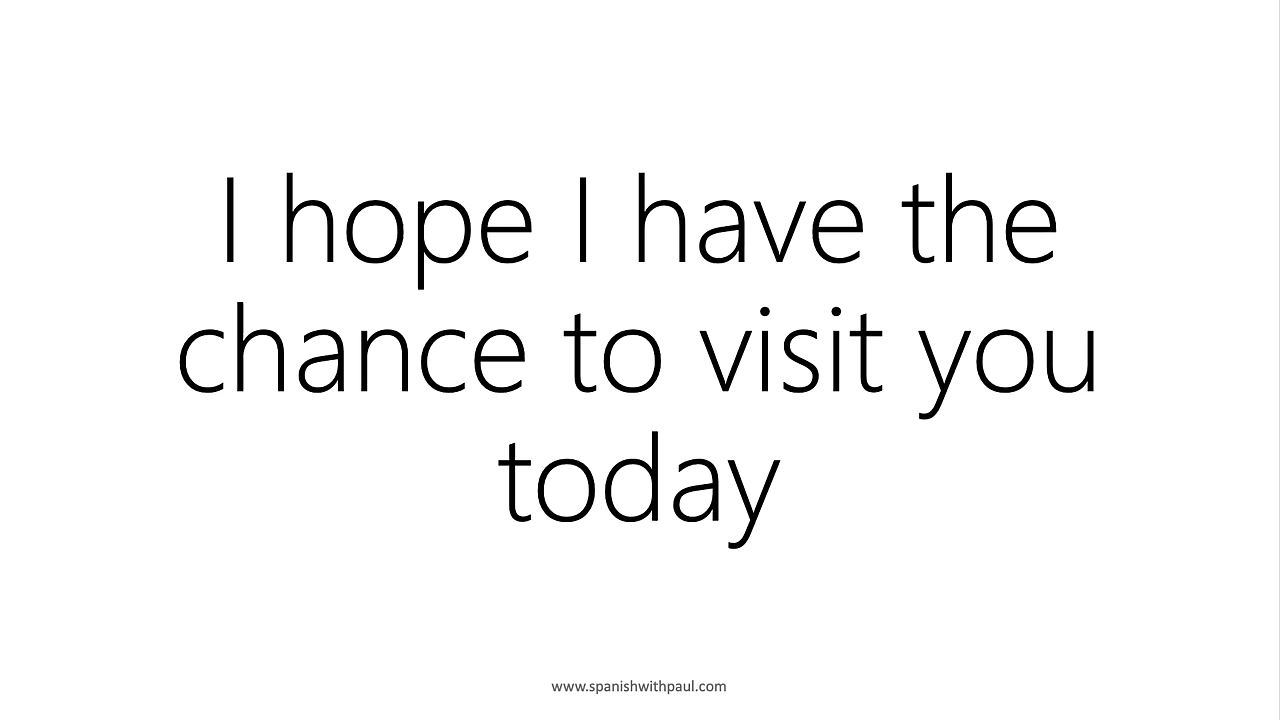 I hope I have the
chance to visit you
today
www.spanishwithpaul.com